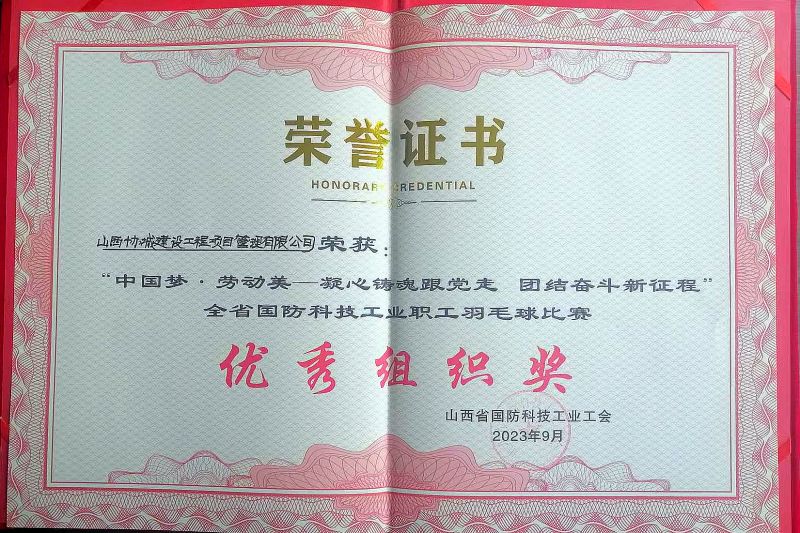 荣誉证书
HONORARY CREDENTIAL
山西协诚建设工程项目管理有限公司 荣获：
“中国梦·劳动美—凝心铸魂跟党走 团结奋斗新征程”
全省国防科技工业职工羽毛球比赛
优秀组织奖
山西省国防科技工业工会
2023年9月